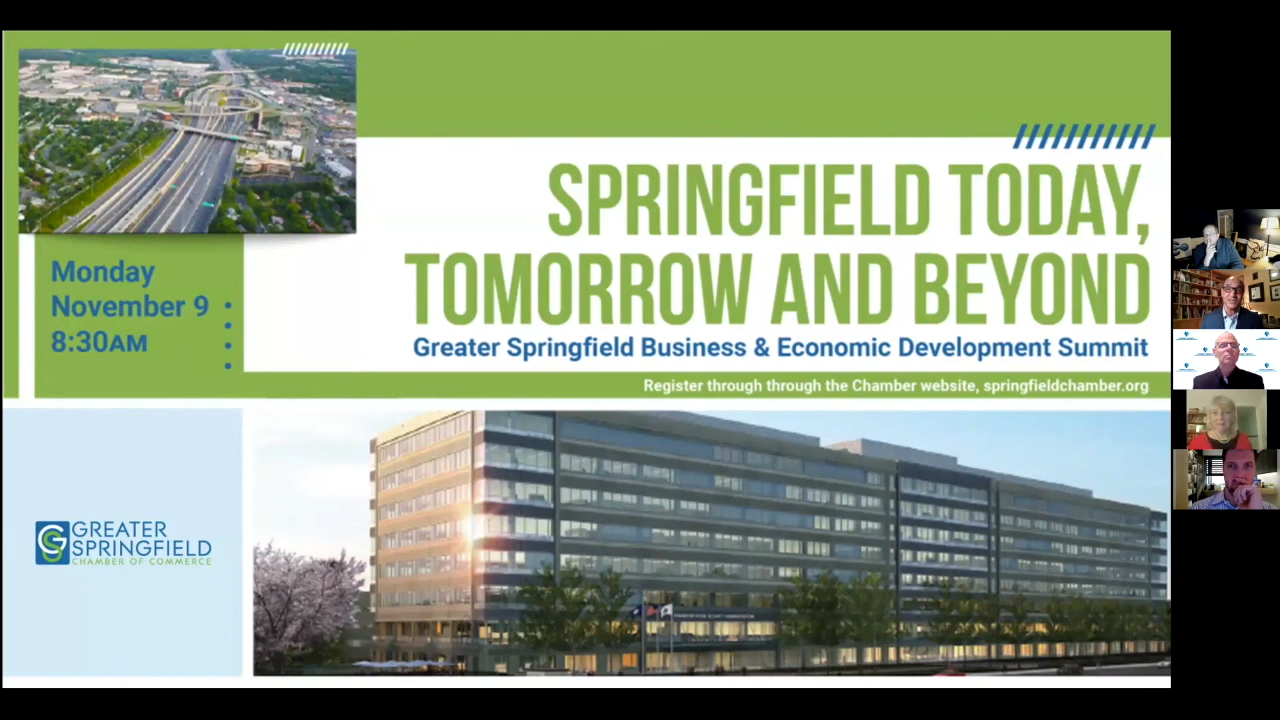 SPRINGFIELD TODAY,
TOMORROW AND BEYOND
Greater Springfield Business & Economic Development Summit
Register through through the Chamber website, springfieldchamber.org
Monday
November 9
8:30AM
GREATER
SPRINGFIELD
CHAMBER OF COMMERCE